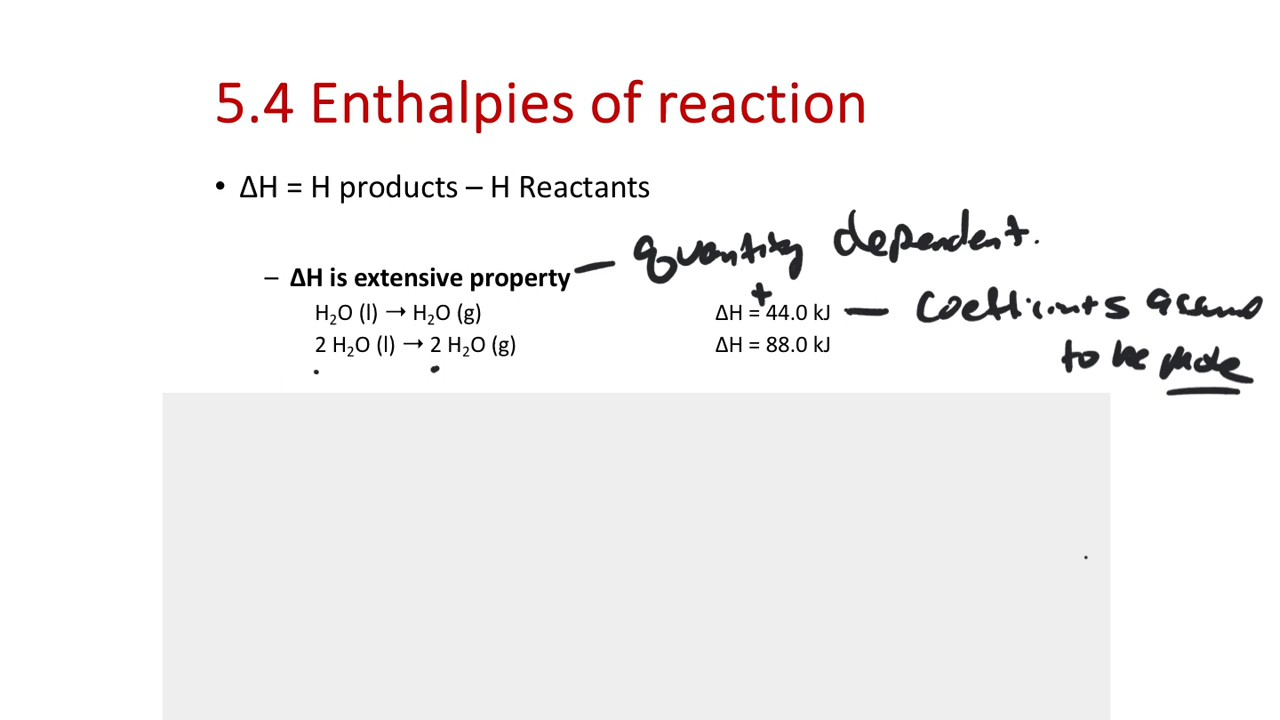 5.4 Enthalpies of reaction
• ΔH = H products – H Reactants
– ΔH is extensive property — quantity dependent.
H₂O (l) → H₂O (g) ΔH = +44.0 kJ — coefficients assume
2 H₂O (l) → 2 H₂O (g) ΔH = 88.0 kJ to be mole